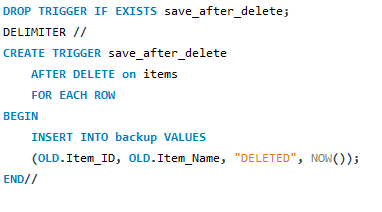 DROP TRIGGER IF EXISTS save_after_delete;
DELIMITER //
CREATE TRIGGER save_after_delete
    AFTER DELETE on items
    FOR EACH ROW
BEGIN
    INSERT INTO backup VALUES
    (OLD.Item_ID, OLD.Item_Name, "DELETED", NOW());
END//